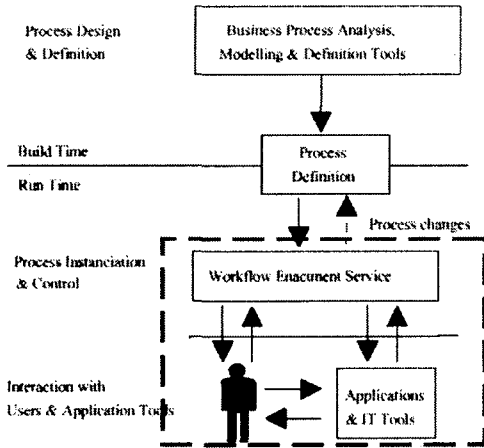 Process Design
& Definition
Business Process Analysis,
Modelling & Definition Tools
Build Time
Run Time
Process
Definition
Process changes
Process Instanciation
& Control
Workflow Enactment Service
Interaction with
Users & Application Tools
Applications
& IT Tools